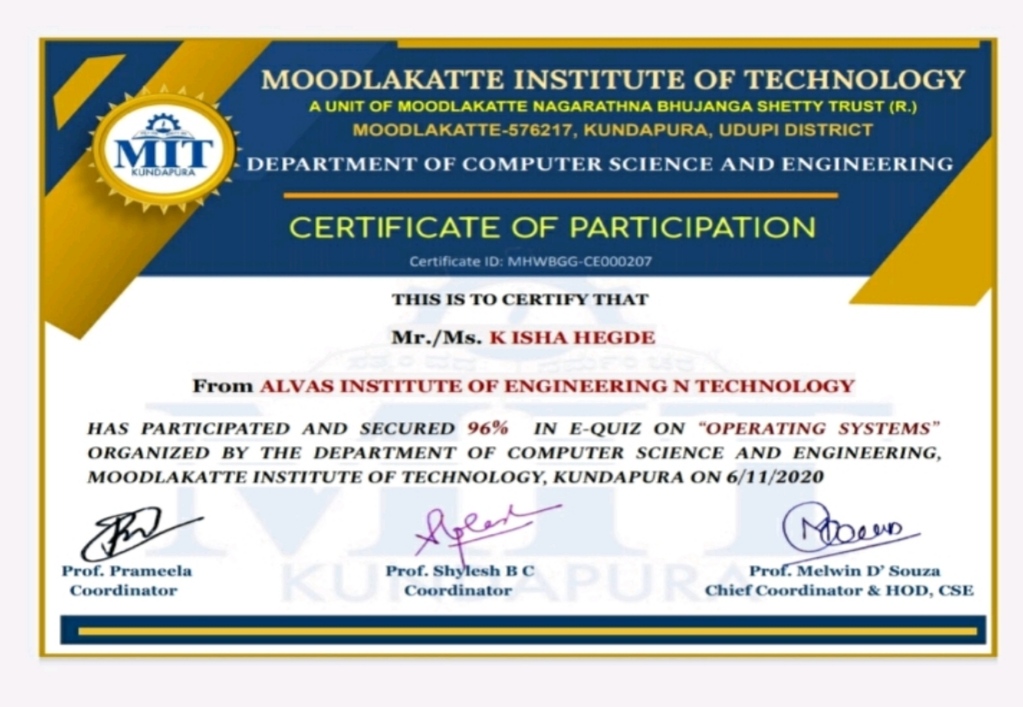 MOODLAKATTE INSTITUTE OF TECHNOLOGY
A UNIT OF MOODLAKATTE NAGARATHNA BHUJANGA SHETTY TRUST (R.)
MOODLAKATTE-576217, KUNDAPURA, UDUPI DISTRICT
MIT
KUNDAPURA
DEPARTMENT OF COMPUTER SCIENCE AND ENGINEERING
CERTIFICATE OF PARTICIPATION
Certificate ID: MHWBGG-CE000207
THIS IS TO CERTIFY THAT
Mr./Ms. K ISHA HEGDE
From ALVAS INSTITUTE OF ENGINEERING N TECHNOLOGY
HAS PARTICIPATED AND SECURED 96% IN E-QUIZ ON “OPERATING SYSTEMS”
ORGANIZED BY THE DEPARTMENT OF COMPUTER SCIENCE AND ENGINEERING,
MOODLAKATTE INSTITUTE OF TECHNOLOGY, KUNDAPURA ON 6/11/2020
MIT
KUNDAPURA
Prof. Prameela Prof. Shylesh B C Prof. Melwin D’ Souza
Coordinator Coordinator Chief Coordinator & HOD, CSE